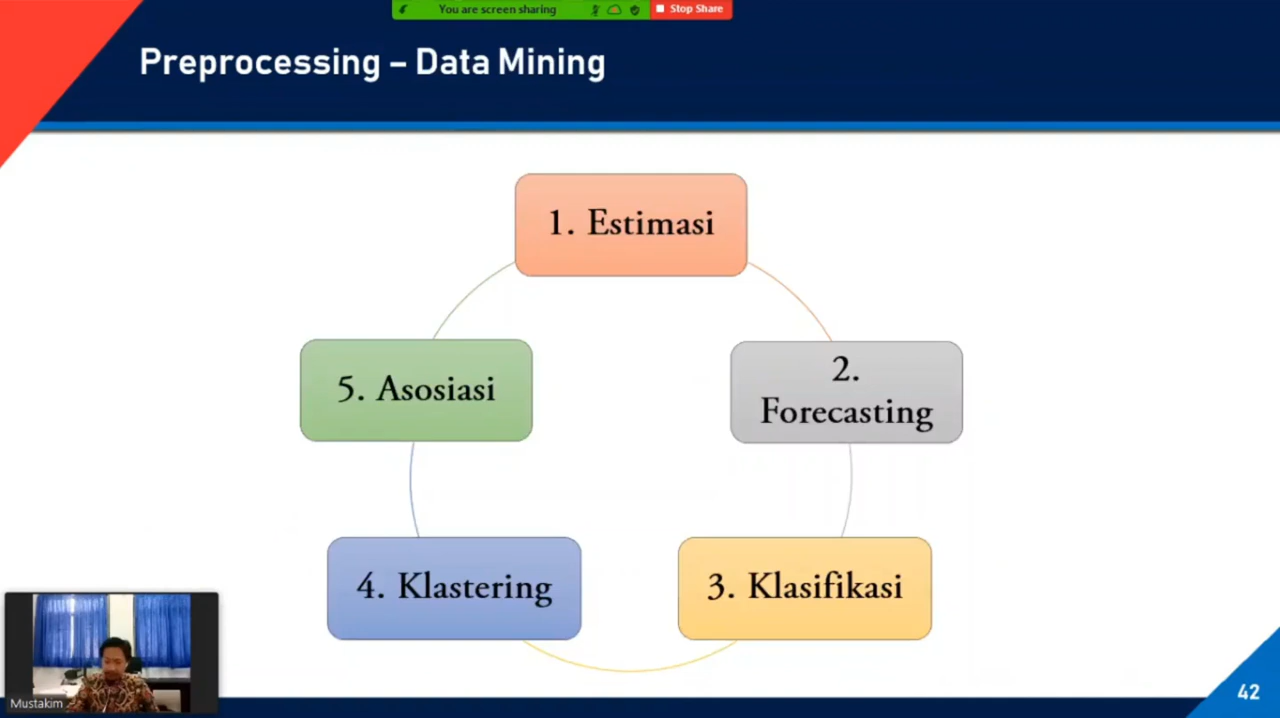 You are screen sharing
Stop Share
Preprocessing – Data Mining
1. Estimasi
2.
Forecasting
3. Klasifikasi
4. Klastering
5. Asosiasi
Mustakim
42